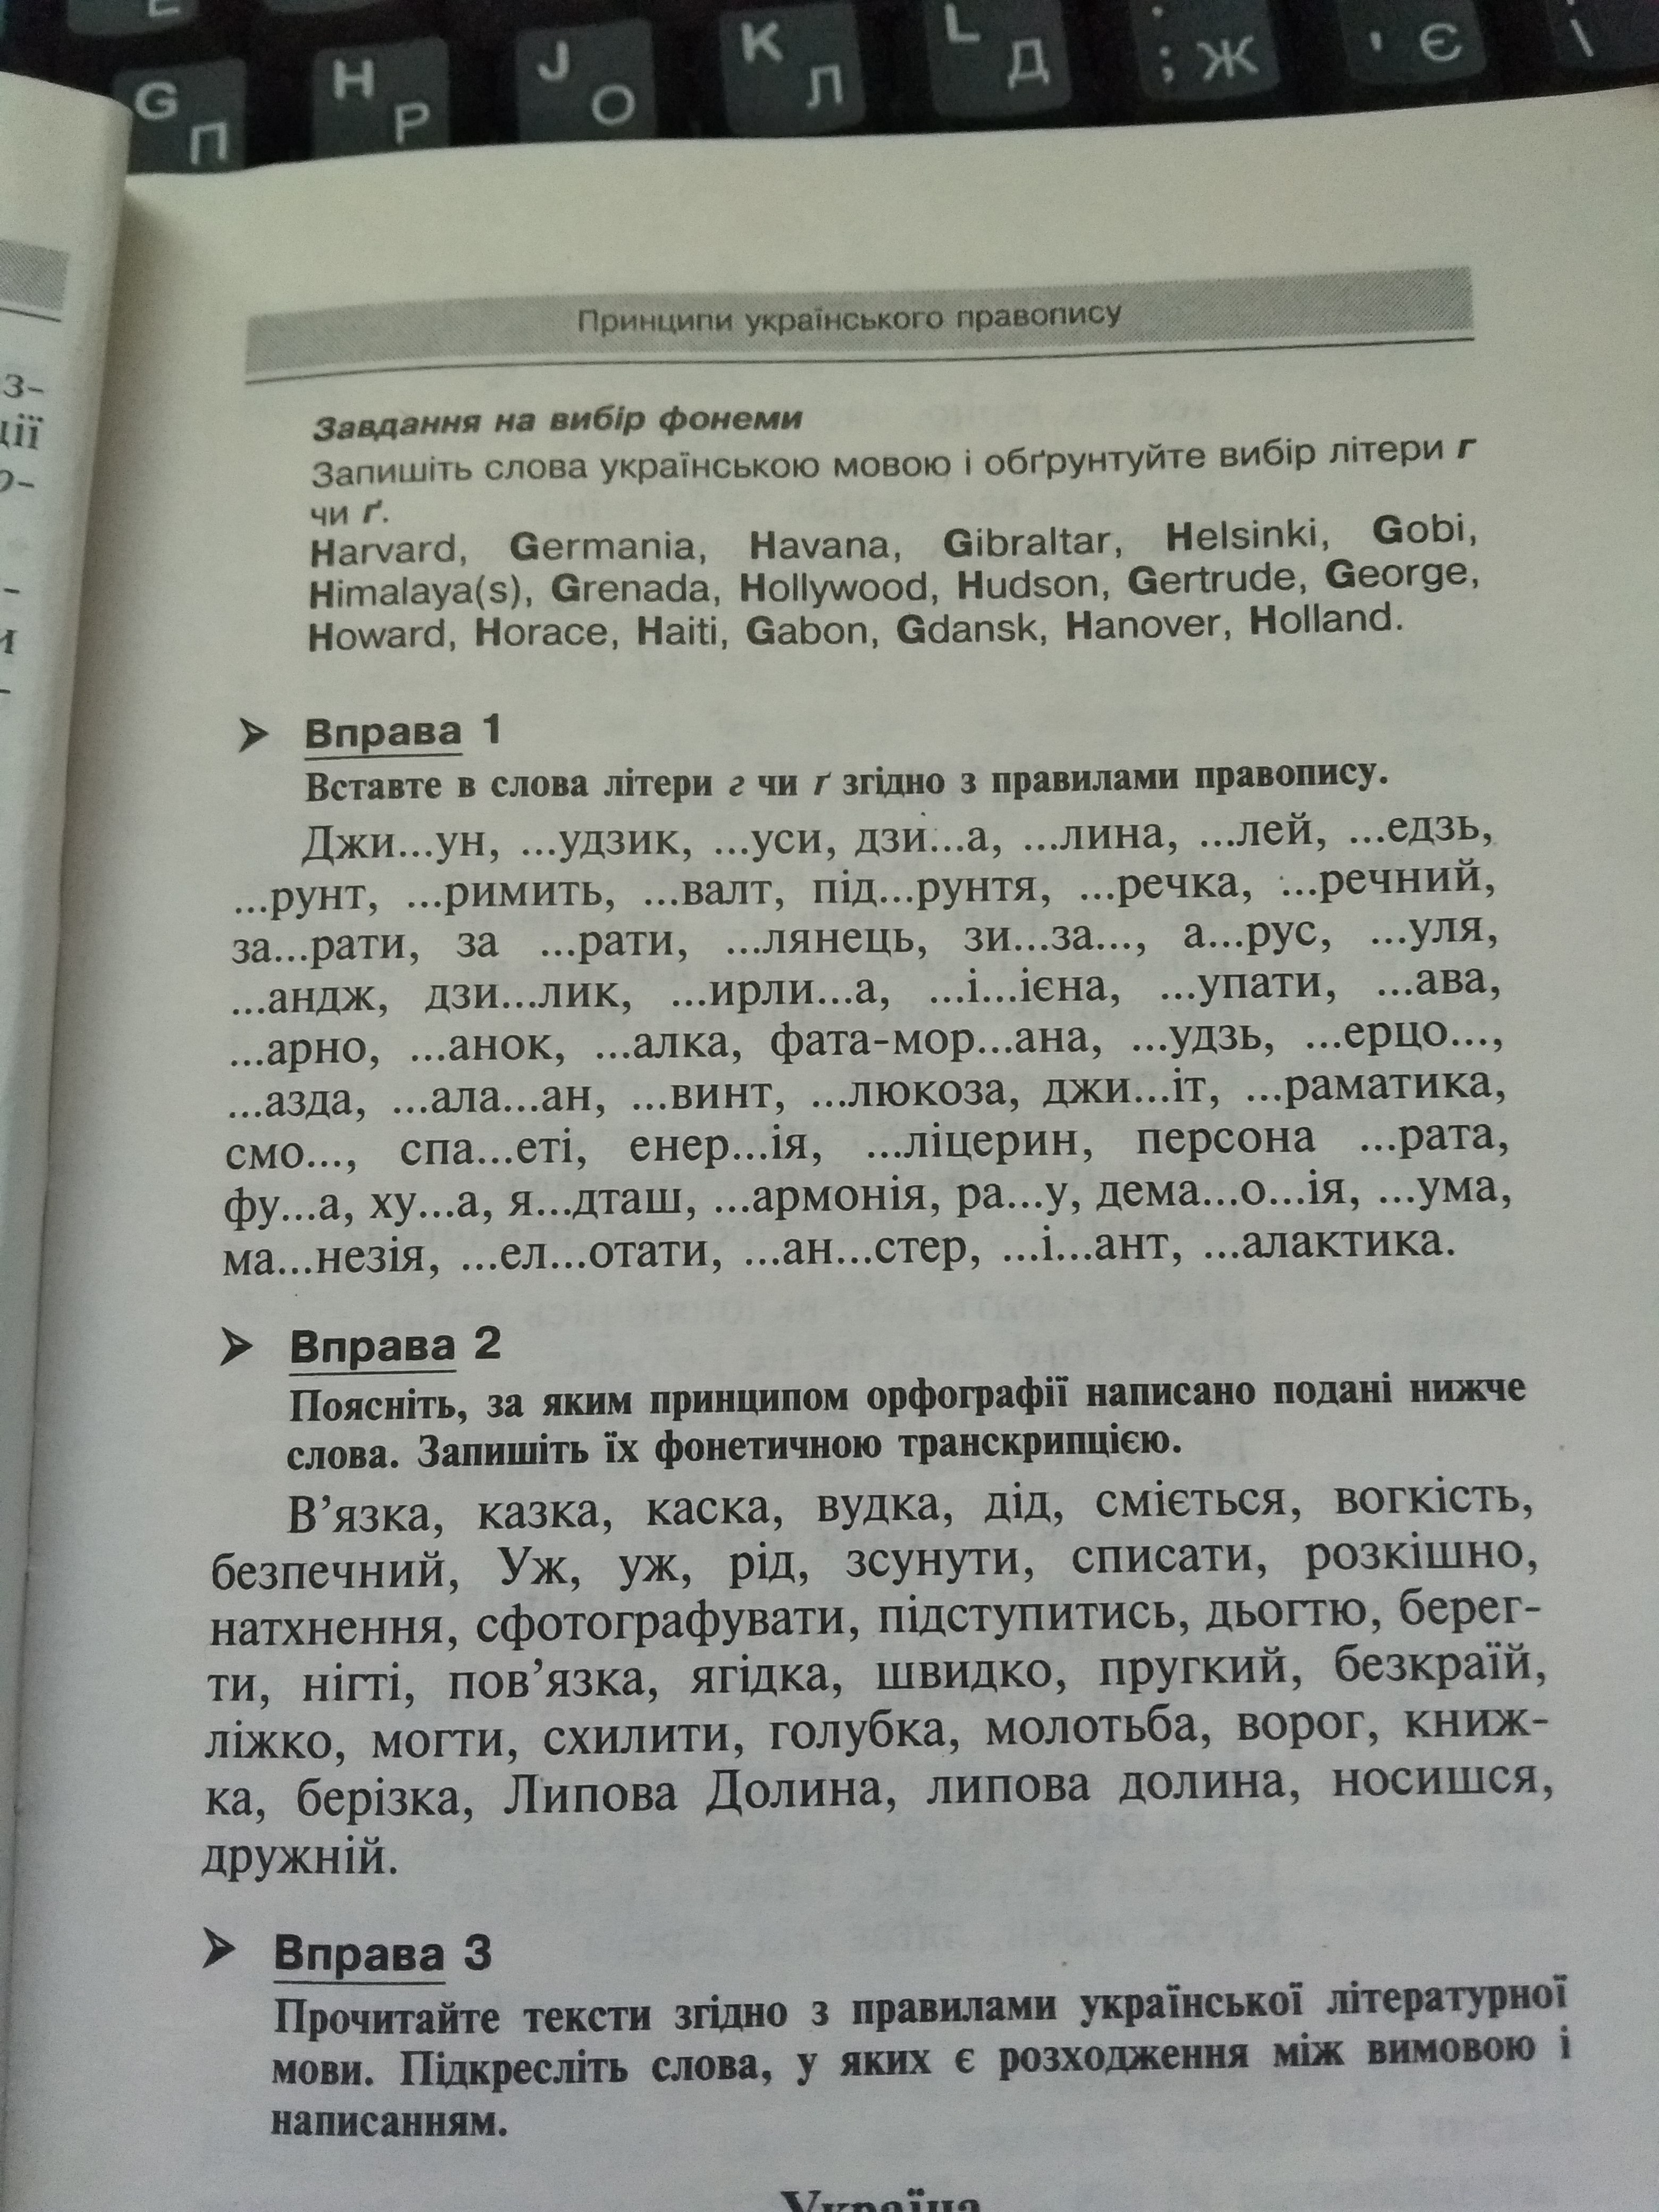 G П
H Р
J О
K Л
L Д
; Ж
' Є
\
з-
ції
Принципи українського правопису
Завдання на вибір фонеми
Запишіть слова українською мовою і обґрунтуйте вибір літери г
чи ґ.
Harvard, Germania, Havana, Gibraltar, Helsinki, Gobi,
Himalaya(s), Grenada, Hollywood, Hudson, Gertrude, George,
Howard, Horace, Haiti, Gabon, Gdansk, Hanover, Holland.
➢ Вправа 1
Вставте в слова літери г чи ґ згідно з правилами правопису.
Джи...ун, ...удзик, ...уси, дзи...а, ...лина, ...лей, ...едзь,
...рунт, ...римить, ...валт, під...рунтя, ...речка, ...речний,
за...рати, за ...рати, ...лянець, зи...за..., а...рус, ...уля,
...андж, дзи...лик, ...ирли...а, ...і...ієна, ...упати, ...ава,
...арно, ...анок, ...алка, фата-мор...ана, ...удзь, ...ерцо...,
...азда, ...ала...ан, ...винт, ...люкоза, джи...іт, ...раматика,
смо..., спа...еті, енер...ія, ...ліцерин, персона ...рата,
фу...а, ху...а, я...дташ, ...армонія, ра...у, дема...о...ія, ...ума,
ма...незія, ...ел...отати, ...ан...стер, ...і...ант, ...алактика.
➢ Вправа 2
Поясніть, за яким принципом орфографії написано подані нижче
слова. Запишіть їх фонетичною транскрипцією.
В’язка, казка, каска, вудка, дід, сміється, вогкість,
безпечний, Уж, уж, рід, зсунути, списати, розкішно,
натхнення, сфотографувати, підступитись, дьогтю, берег-
ти, нігті, пов’язка, ягідка, швидко, пругкий, безкраїй,
ліжко, могти, схилити, голубка, молотьба, ворог, книж-
ка, берізка, Липова Долина, липова долина, носишся,
дружній.
➢ Вправа 3
Прочитайте тексти згідно з правилами української літературної
мови. Підкресліть слова, у яких є розходження між вимовою і
написанням.
Україна